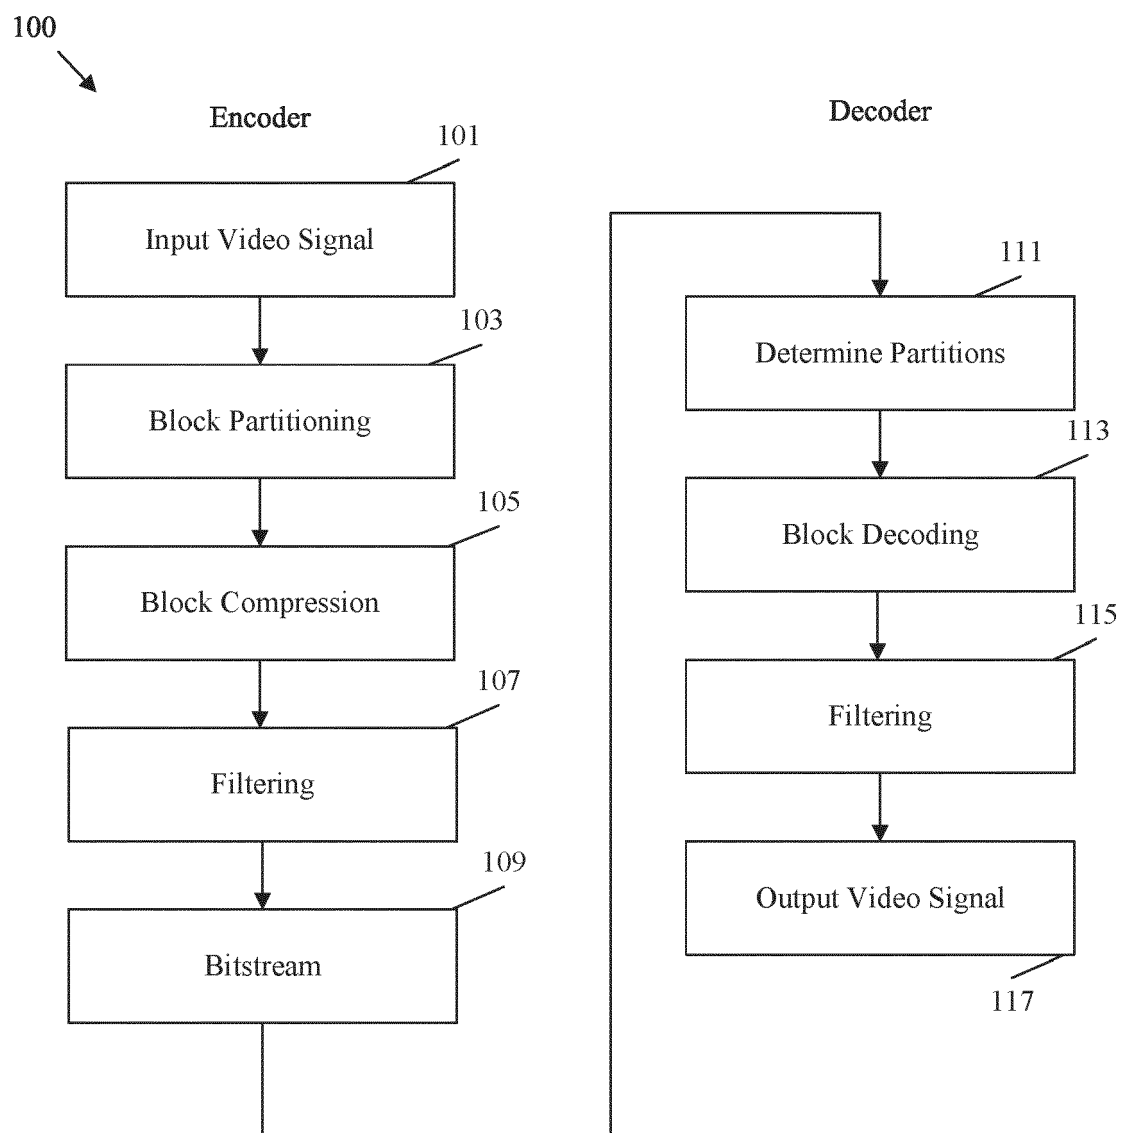 100
Encoder
101
Input Video Signal
103
Block Partitioning
105
Block Compression
107
Filtering
109
Bitstream
Decoder
111
Determine Partitions
113
Block Decoding
115
Filtering
Output Video Signal
117